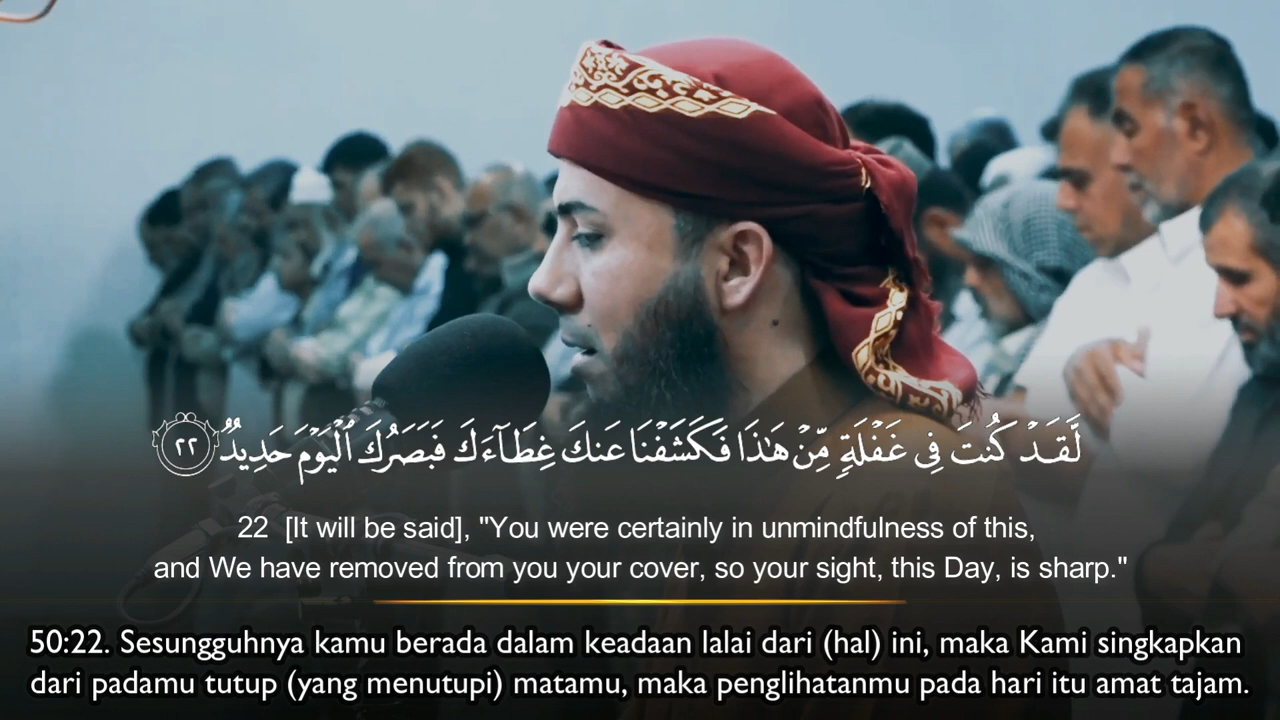 لَّقَدْ كُنتَ فِى غَفْلَةٍ مِّنْ هَٰذَا فَكَشَفْنَا عَنكَ غِطَآءَكَ فَبَصَرُكَ ٱلْيَوْمَ حَدِيدٌ ٢٢
22 [It will be said], "You were certainly in unmindfulness of this,
and We have removed from you your cover, so your sight, this Day, is sharp."
50:22. Sesungguhnya kamu berada dalam keadaan lalai dari (hal) ini, maka Kami singkapkan
dari padamu tutup (yang menutupi) matamu, maka penglihatanmu pada hari itu amat tajam.